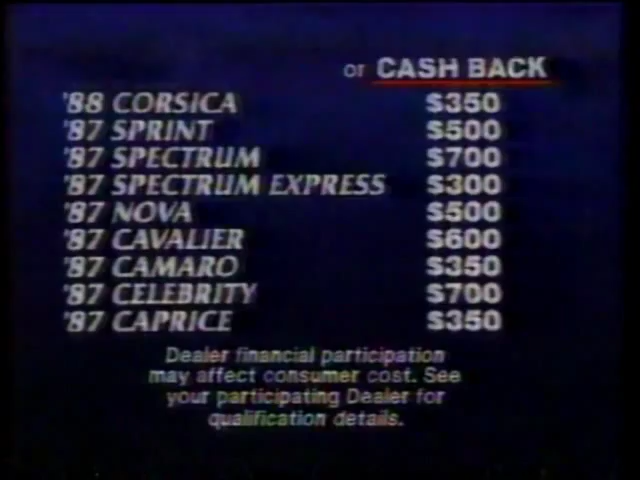 or CASH BACK
'88 CORSICA $350
'87 SPRINT $500
'87 SPECTRUM $700
'87 SPECTRUM EXPRESS $300
'87 NOVA $500
'87 CAVALIER $600
'87 CAMARO $350
'87 CELEBRITY $700
'87 CAPRICE $350
Dealer financial participation
may affect consumer cost. See
your participating Dealer for
qualification details.